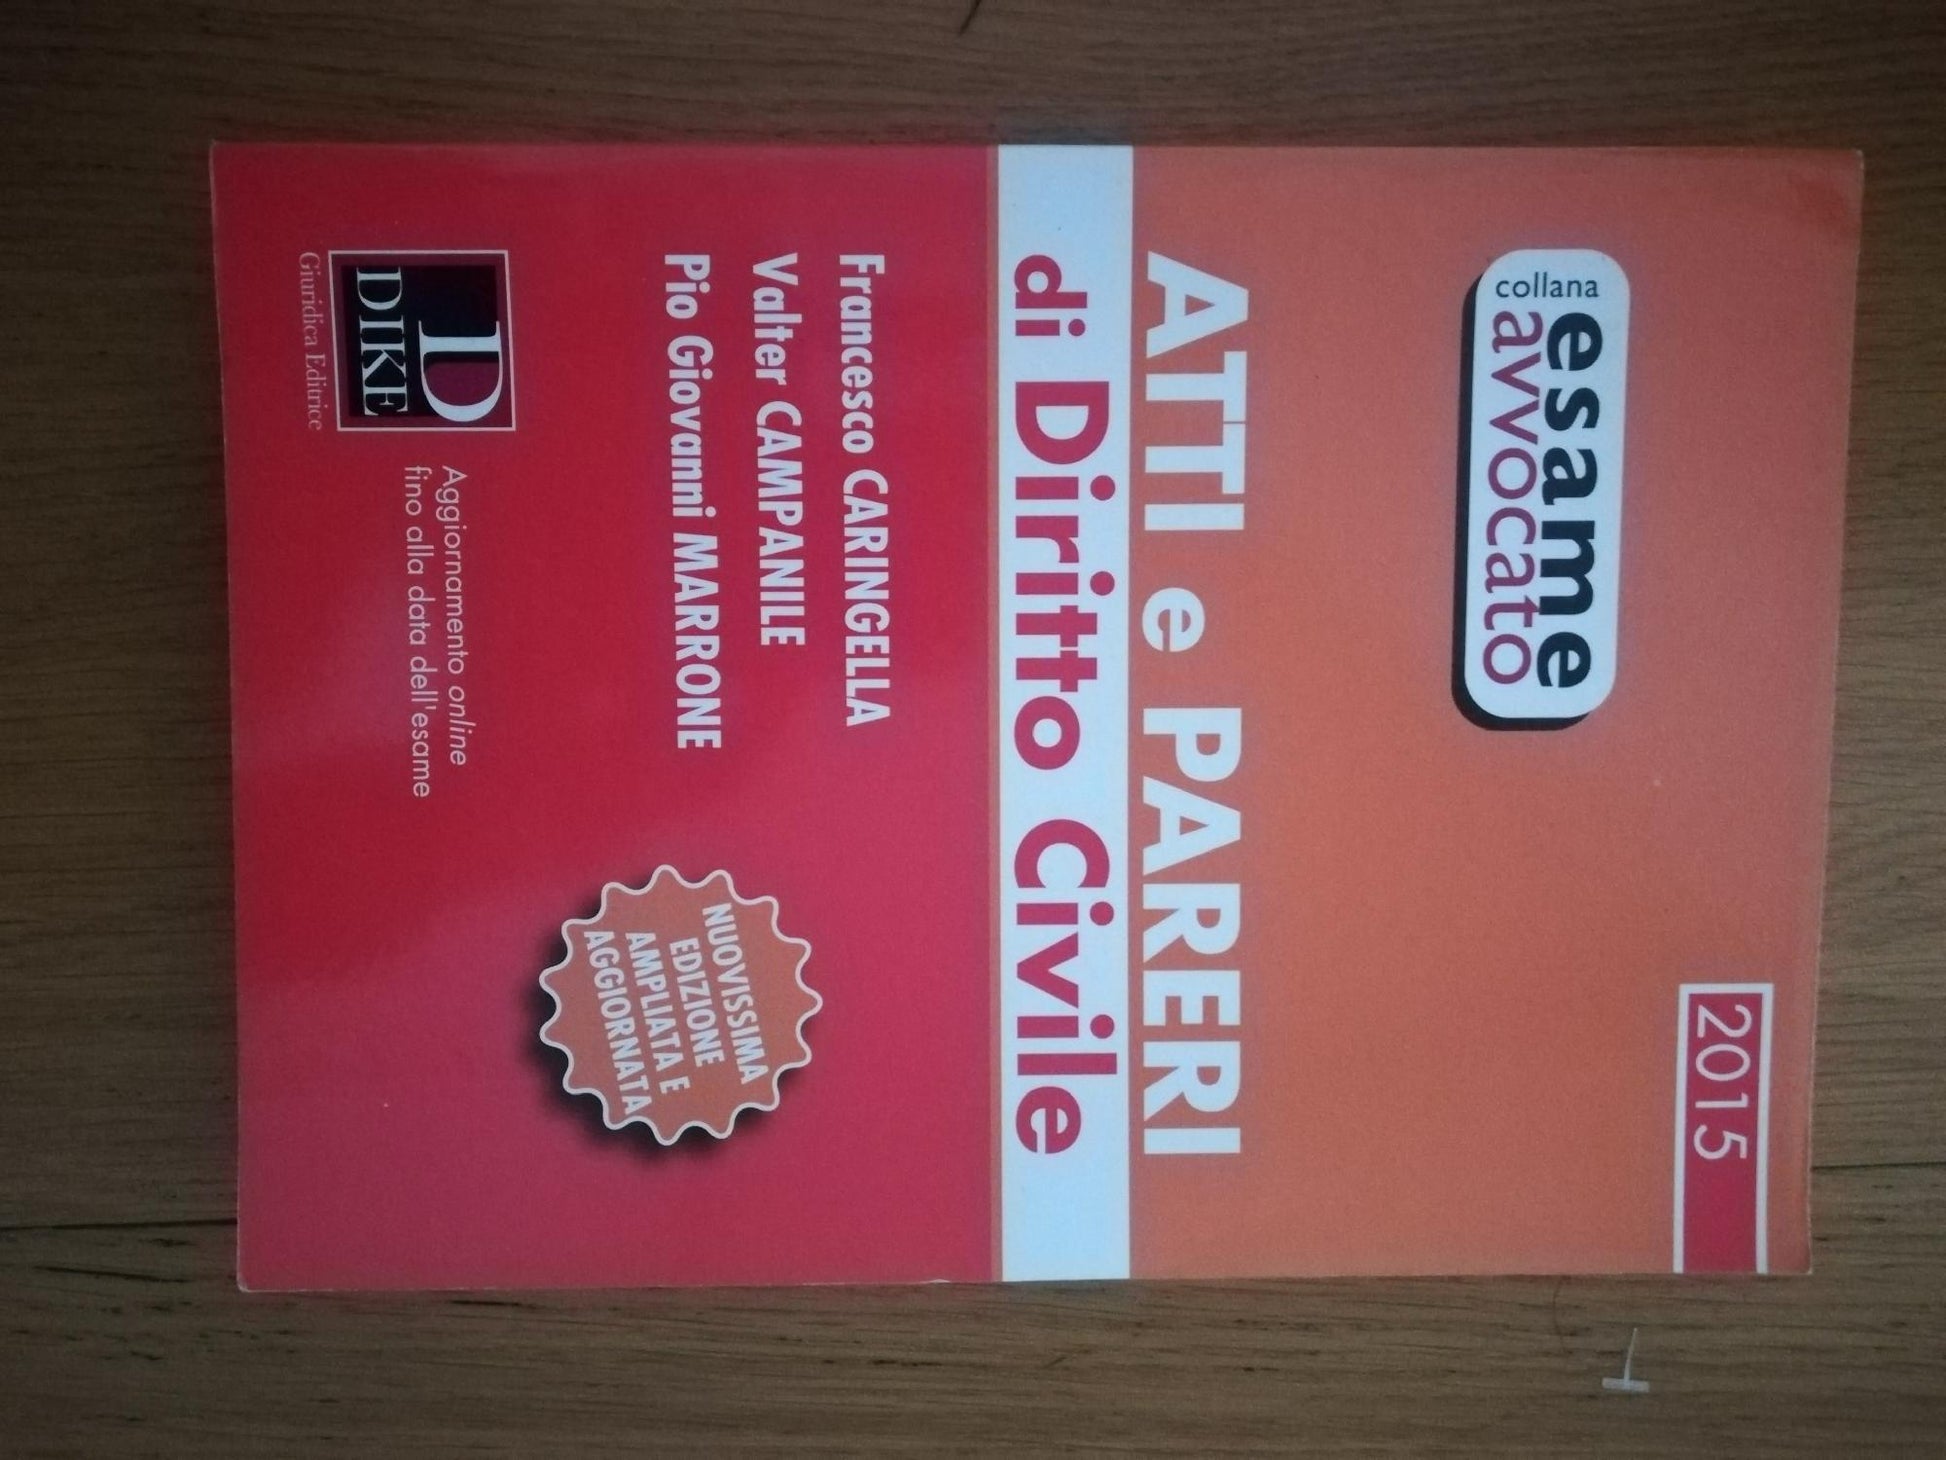 2015
collana
esame
avvocato
ATTI e PARERI
di Diritto Civile
Francesco CARINGELLA
Valter CAMPANILE
Pio Giovanni MARRONE
NUOVISSIMA
EDIZIONE
AMPLIATA E
AGGIORNATA
D
DIKE
Giuridica Editrice
Aggiornamento online
fino alla data dell'esame